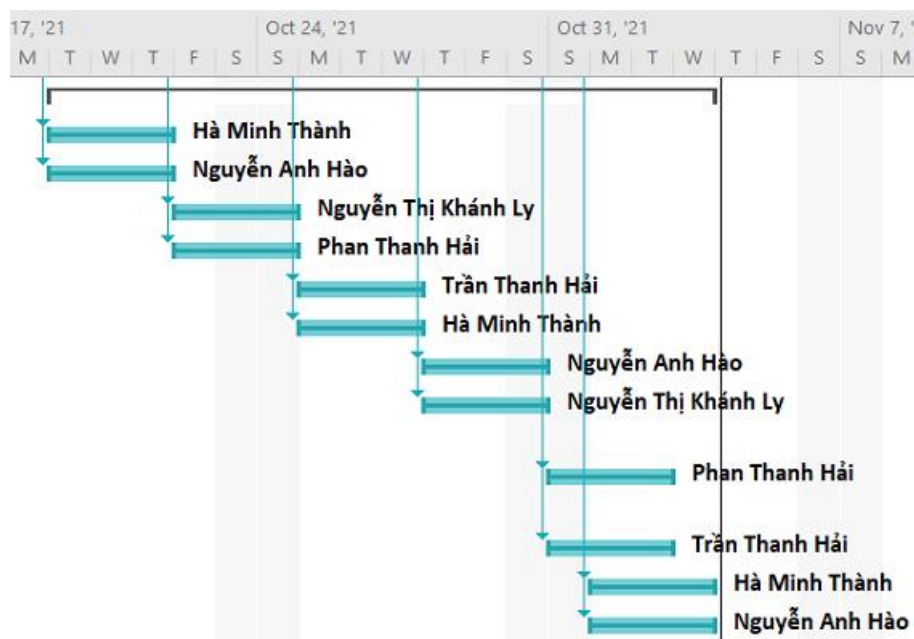 17, '21 Oct 24, '21 Oct 31, '21 Nov 7, '
M T W T F S S M T W T F S S M T W T F S S M
Hà Minh Thành
Nguyễn Anh Hào
Nguyễn Thị Khánh Ly
Phan Thanh Hải
Trần Thanh Hải
Hà Minh Thành
Nguyễn Anh Hào
Nguyễn Thị Khánh Ly
Phan Thanh Hải
Trần Thanh Hải
Hà Minh Thành
Nguyễn Anh Hào